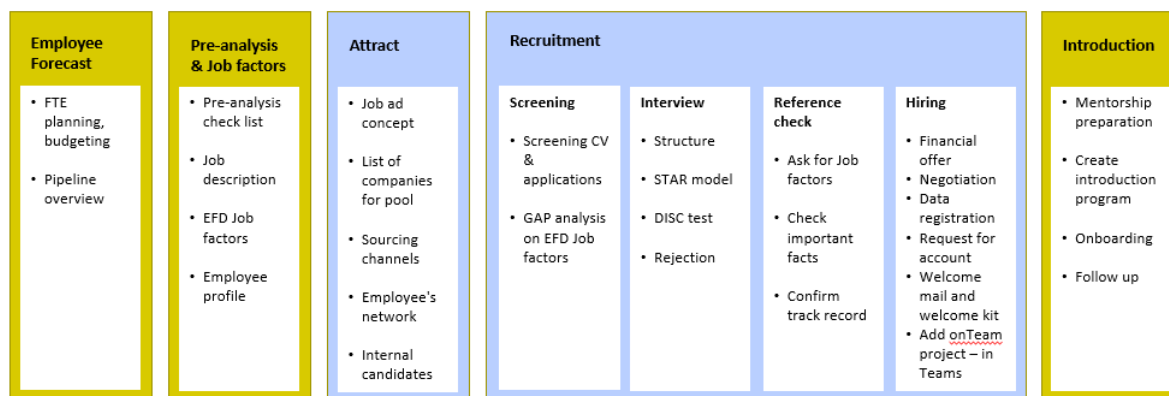 Employee
Forecast
• FTE
planning,
budgeting
• Pipeline
overview
Pre-analysis
& Job factors
• Pre-analysis
check list
• Job
description
• EFD Job
factors
• Employee
profile
Attract
• Job ad
concept
• List of
companies
for pool
• Sourcing
channels
• Employee's
network
• Internal
candidates
Recruitment
Screening
• Screening CV
&
applications
• GAP analysis
on EFD Job
factors
Interview
• Structure
• STAR model
• DISC test
• Rejection
Reference
check
• Ask for Job
factors
• Check
important
facts
• Confirm
track record
Hiring
• Financial
offer
• Negotiation
• Data
registration
• Request for
account
• Welcome
mail and
welcome kit
• Add onTeam
project – in
Teams
Introduction
• Mentorship
preparation
• Create
introduction
program
• Onboarding
• Follow up